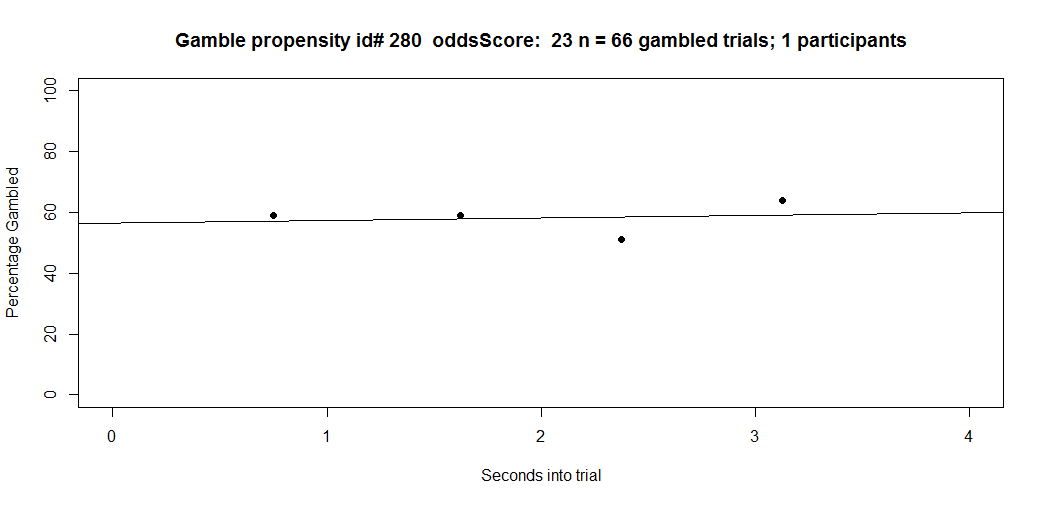 Gamble propensity id# 280  oddsScore:  23 n = 66 gambled trials; 1 participants
Percentage Gambled
100
80
60
40
20
0
0 1 2 3 4
Seconds into trial